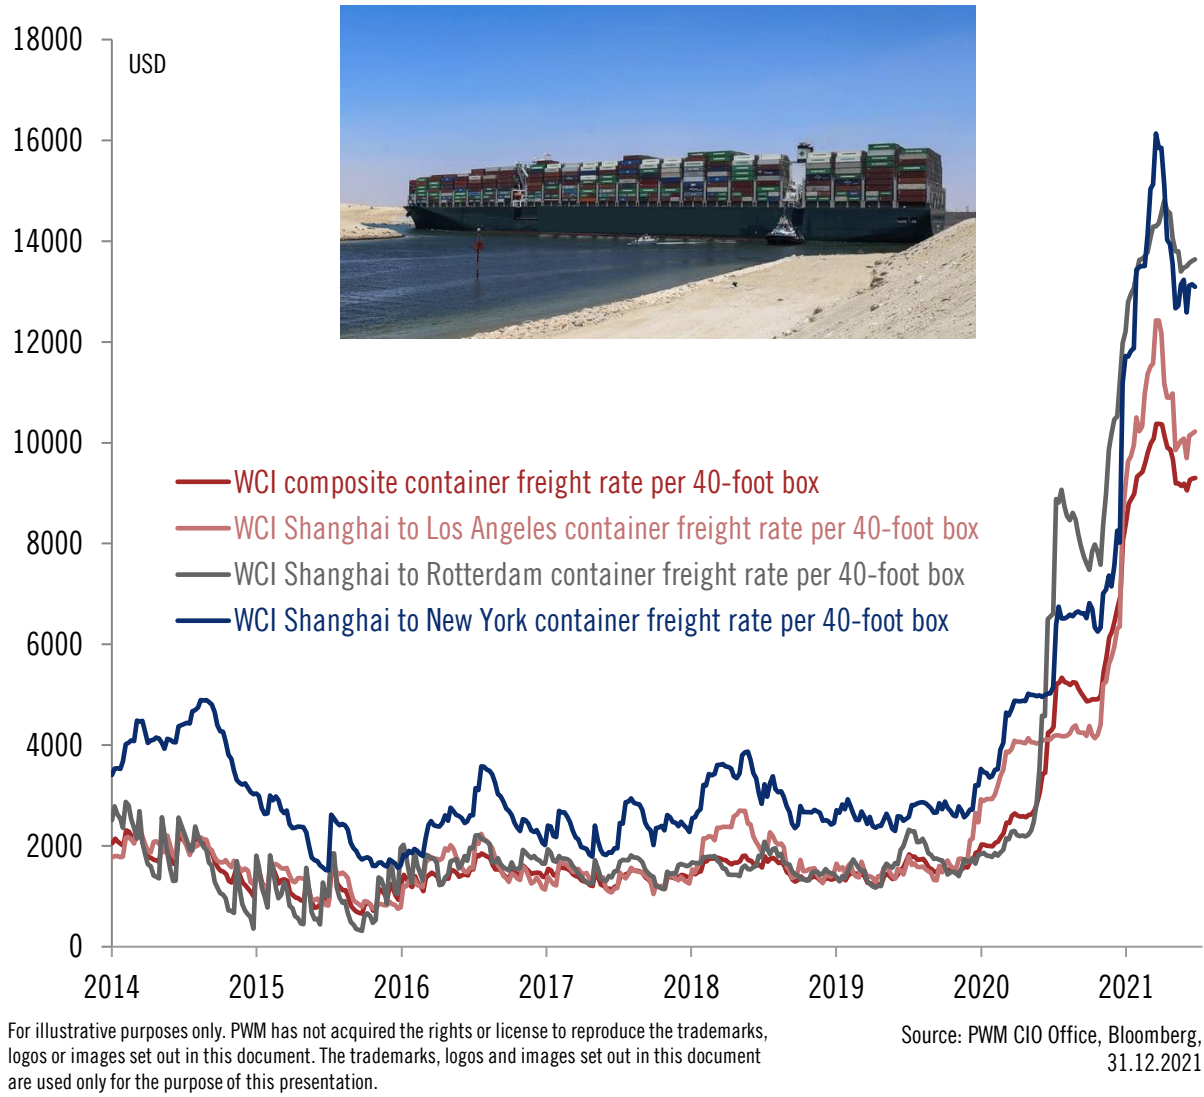 18000
USD
16000
14000
12000
10000
8000
6000
4000
2000
0
WCI composite container freight rate per 40-foot box
WCI Shanghai to Los Angeles container freight rate per 40-foot box
WCI Shanghai to Rotterdam container freight rate per 40-foot box
WCI Shanghai to New York container freight rate per 40-foot box
2014 2015 2016 2017 2018 2019 2020 2021
For illustrative purposes only. PWM has not acquired the rights or license to reproduce the trademarks,
logos or images set out in this document. The trademarks, logos and images set out in this document
are used only for the purpose of this presentation.
Source: PWM CIO Office, Bloomberg,
31.12.2021